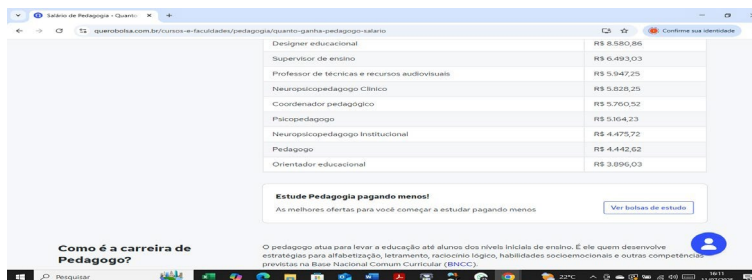 Salário de Pedagogia - Quanto
querobolsa.com.br/cursos-e-faculdades/pedagogia/quanto-ganha-pedagogo-salario
Confirme sua identidade
Designer educacional R$ 8.580,86
Supervisor de ensino R$ 6.493,03
Professor de técnicas e recursos audiovisuais R$ 5.947,25
Neuropsicopedagogo Clínico R$ 5.828,25
Coordenador pedagógico R$ 5.760,52
Psicopedagogo R$ 5.164,23
Neuropsicopedagogo Institucional R$ 4.475,72
Pedagogo R$ 4.442,62
Orientador educacional R$ 3.896,03
Estude Pedagogia pagando menos!
As melhores ofertas para você começar a estudar pagando menos
Ver bolsas de estudo
Como é a carreira de
Pedagogo?
O pedagogo atua para levar a educação até alunos dos níveis iniciais de ensino. É ele quem desenvolve
estratégias para alfabetização, letramento, raciocínio lógico, habilidades socioemocionais e outras competências
previstas na Base Nacional Comum Curricular (BNCC).
Pesquisar
22°C
16:11